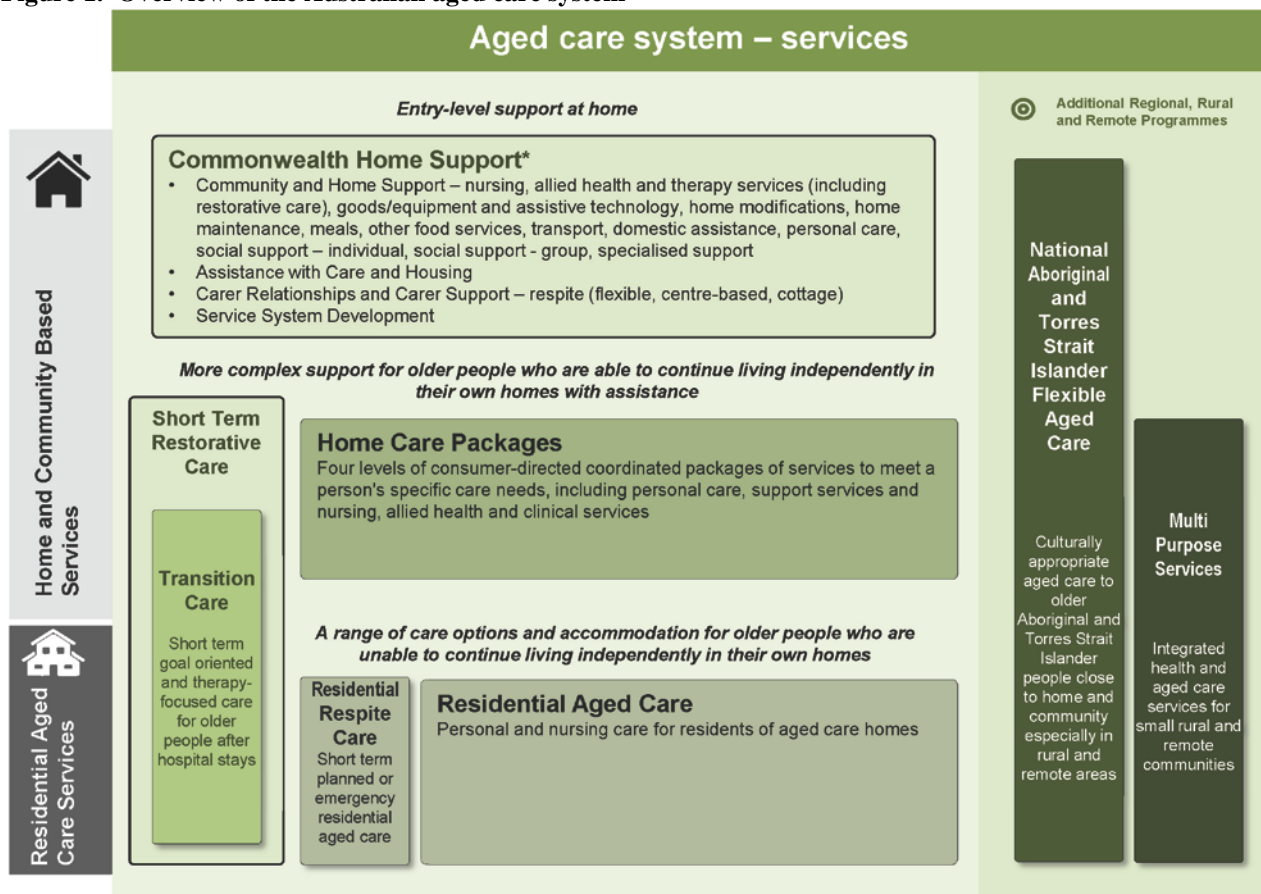 Figure 1: Overview of the Australian aged care system
Aged care system – services
Entry-level support at home
Commonwealth Home Support*
• Community and Home Support – nursing, allied health and therapy services (including
restorative care), goods/equipment and assistive technology, home modifications, home
maintenance, meals, other food services, transport, domestic assistance, personal care,
social support – individual, social support - group, specialised support
• Assistance with Care and Housing
• Carer Relationships and Carer Support – respite (flexible, centre-based, cottage)
• Service System Development
More complex support for older people who are able to continue living independently in
their own homes with assistance
Short Term
Restorative
Care
Transition
Care
Short term
goal oriented
and therapy-
focused care
for older
people after
hospital stays
Home Care Packages
Four levels of consumer-directed coordinated packages of services to meet a
person's specific care needs, including personal care, support services and
nursing, allied health and clinical services
A range of care options and accommodation for older people who are
unable to continue living independently in their own homes
Residential
Respite
Care
Short term
planned or
emergency
residential
aged care
Residential Aged Care
Personal and nursing care for residents of aged care homes
Home and Community Based
Services
Residential Aged
Care Services
Additional Regional, Rural
and Remote Programmes
National
Aboriginal
and
Torres
Strait
Islander
Flexible
Aged
Care
Culturally
appropriate
aged care to
older
Aboriginal and
Torres Strait
Islander
people close
to home and
community
especially in
rural and
remote areas
Multi
Purpose
Services
Integrated
health and
aged care
services for
small rural and
remote
communities